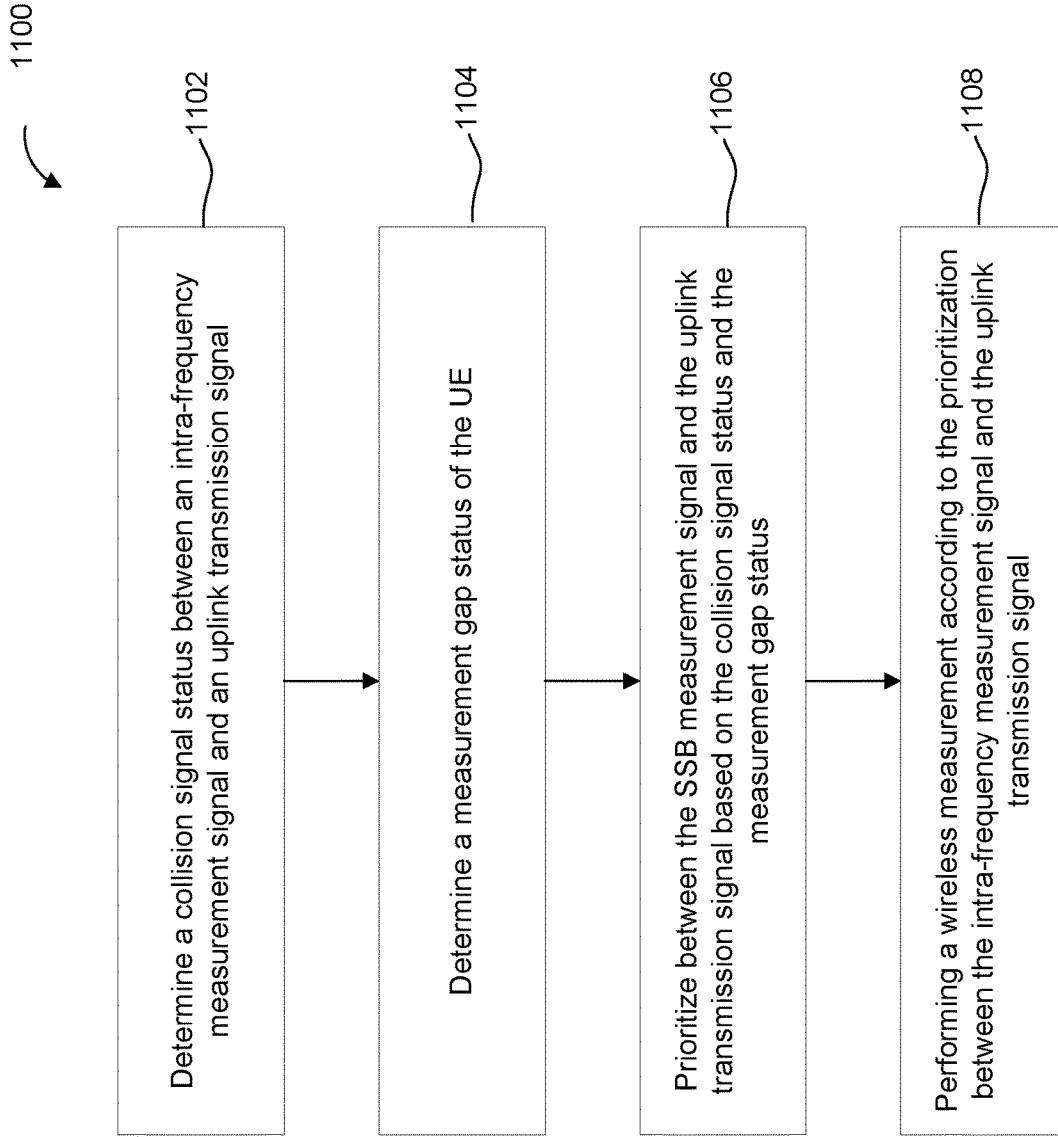 1100
Determine a collision signal status between an intra-frequency
measurement signal and an uplink transmission signal
1102
Determine a measurement gap status of the UE
1104
Prioritize between the SSB measurement signal and the uplink
transmission signal based on the collision signal status and the
measurement gap status
1106
Performing a wireless measurement according to the prioritization
between the intra-frequency measurement signal and the uplink
transmission signal
1108